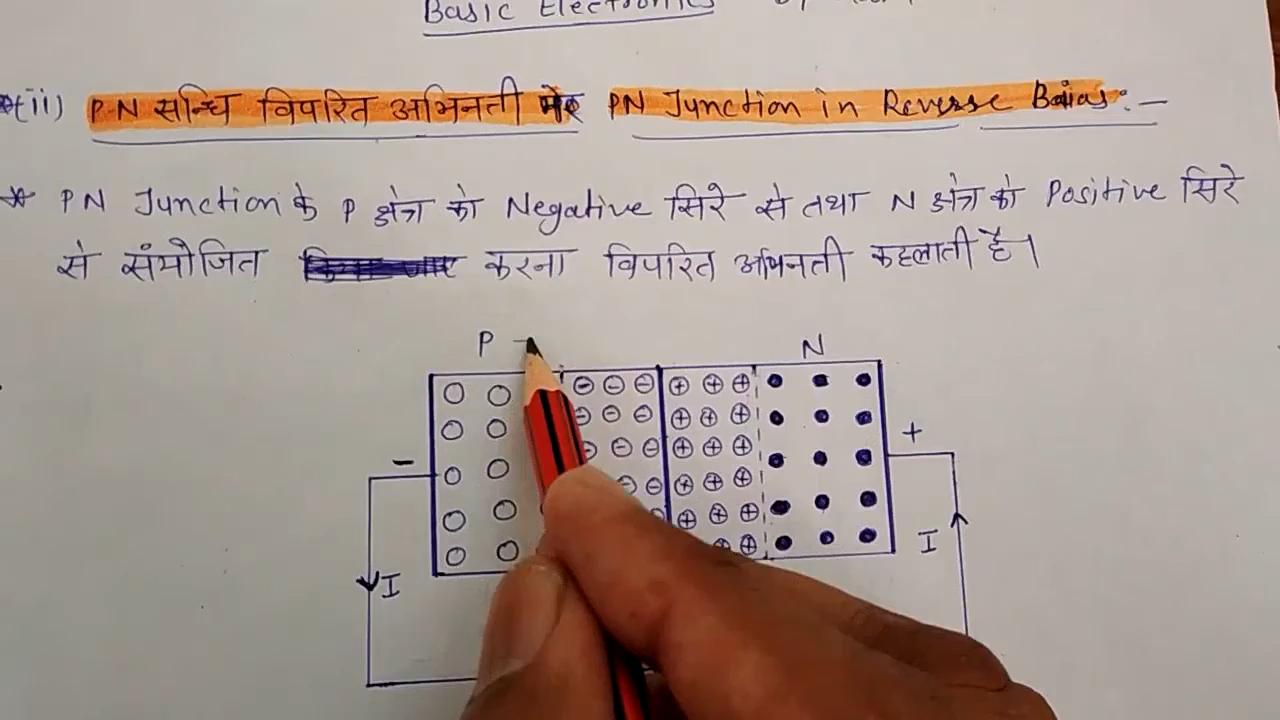 Basic Electronics
(ii) PN सन्धि विपरित अभिनती PN Junction in Reverse Baias:-
* PN Junction के P क्षेत्र को Negative सिरे से तथा N क्षेत्र को Positive सिरे
से संयोजित करना विपरित अभिनती कहलाती है।
P N
- +
I I